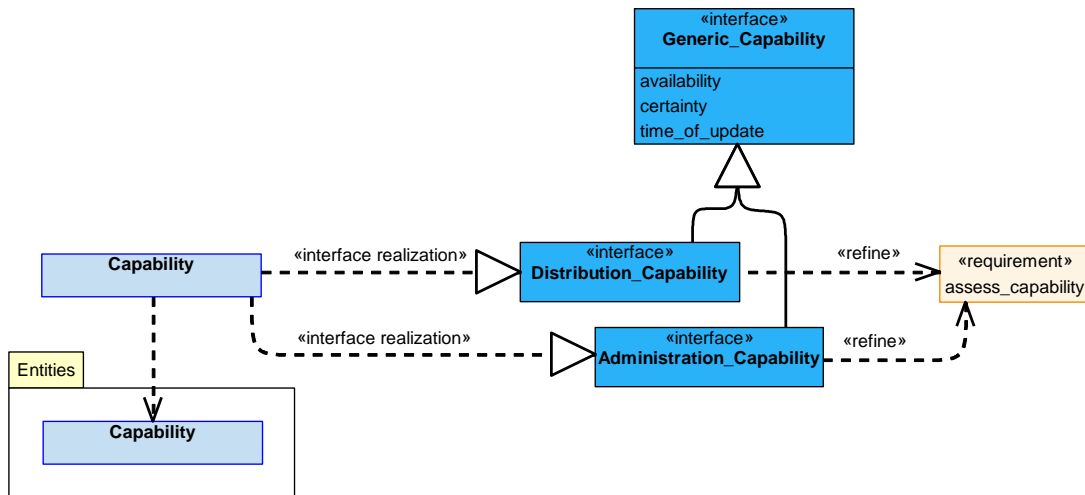 «interface»
Generic_Capability
availability
certainty
time_of_update
Capability
«interface realization»
«interface»
Distribution_Capability
«refine»
«requirement»
assess_capability
«interface realization»
«interface»
Administration_Capability
«refine»
Entities
Capability